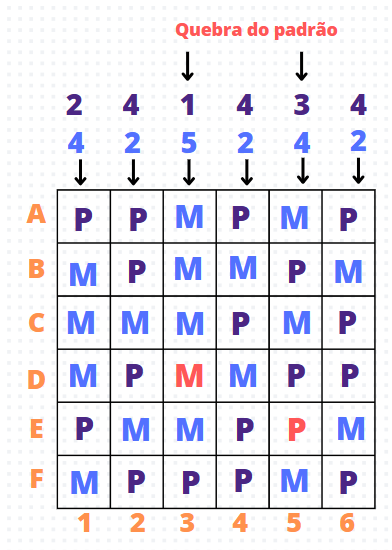 Quebra do padrão
2 4 1 4 3 4
4 2 5 2 4 2
A P P M P M P
B M P M M P M
C M M M P M P
D M P M M P P
E P M M P P M
F M P P P M P
1 2 3 4 5 6